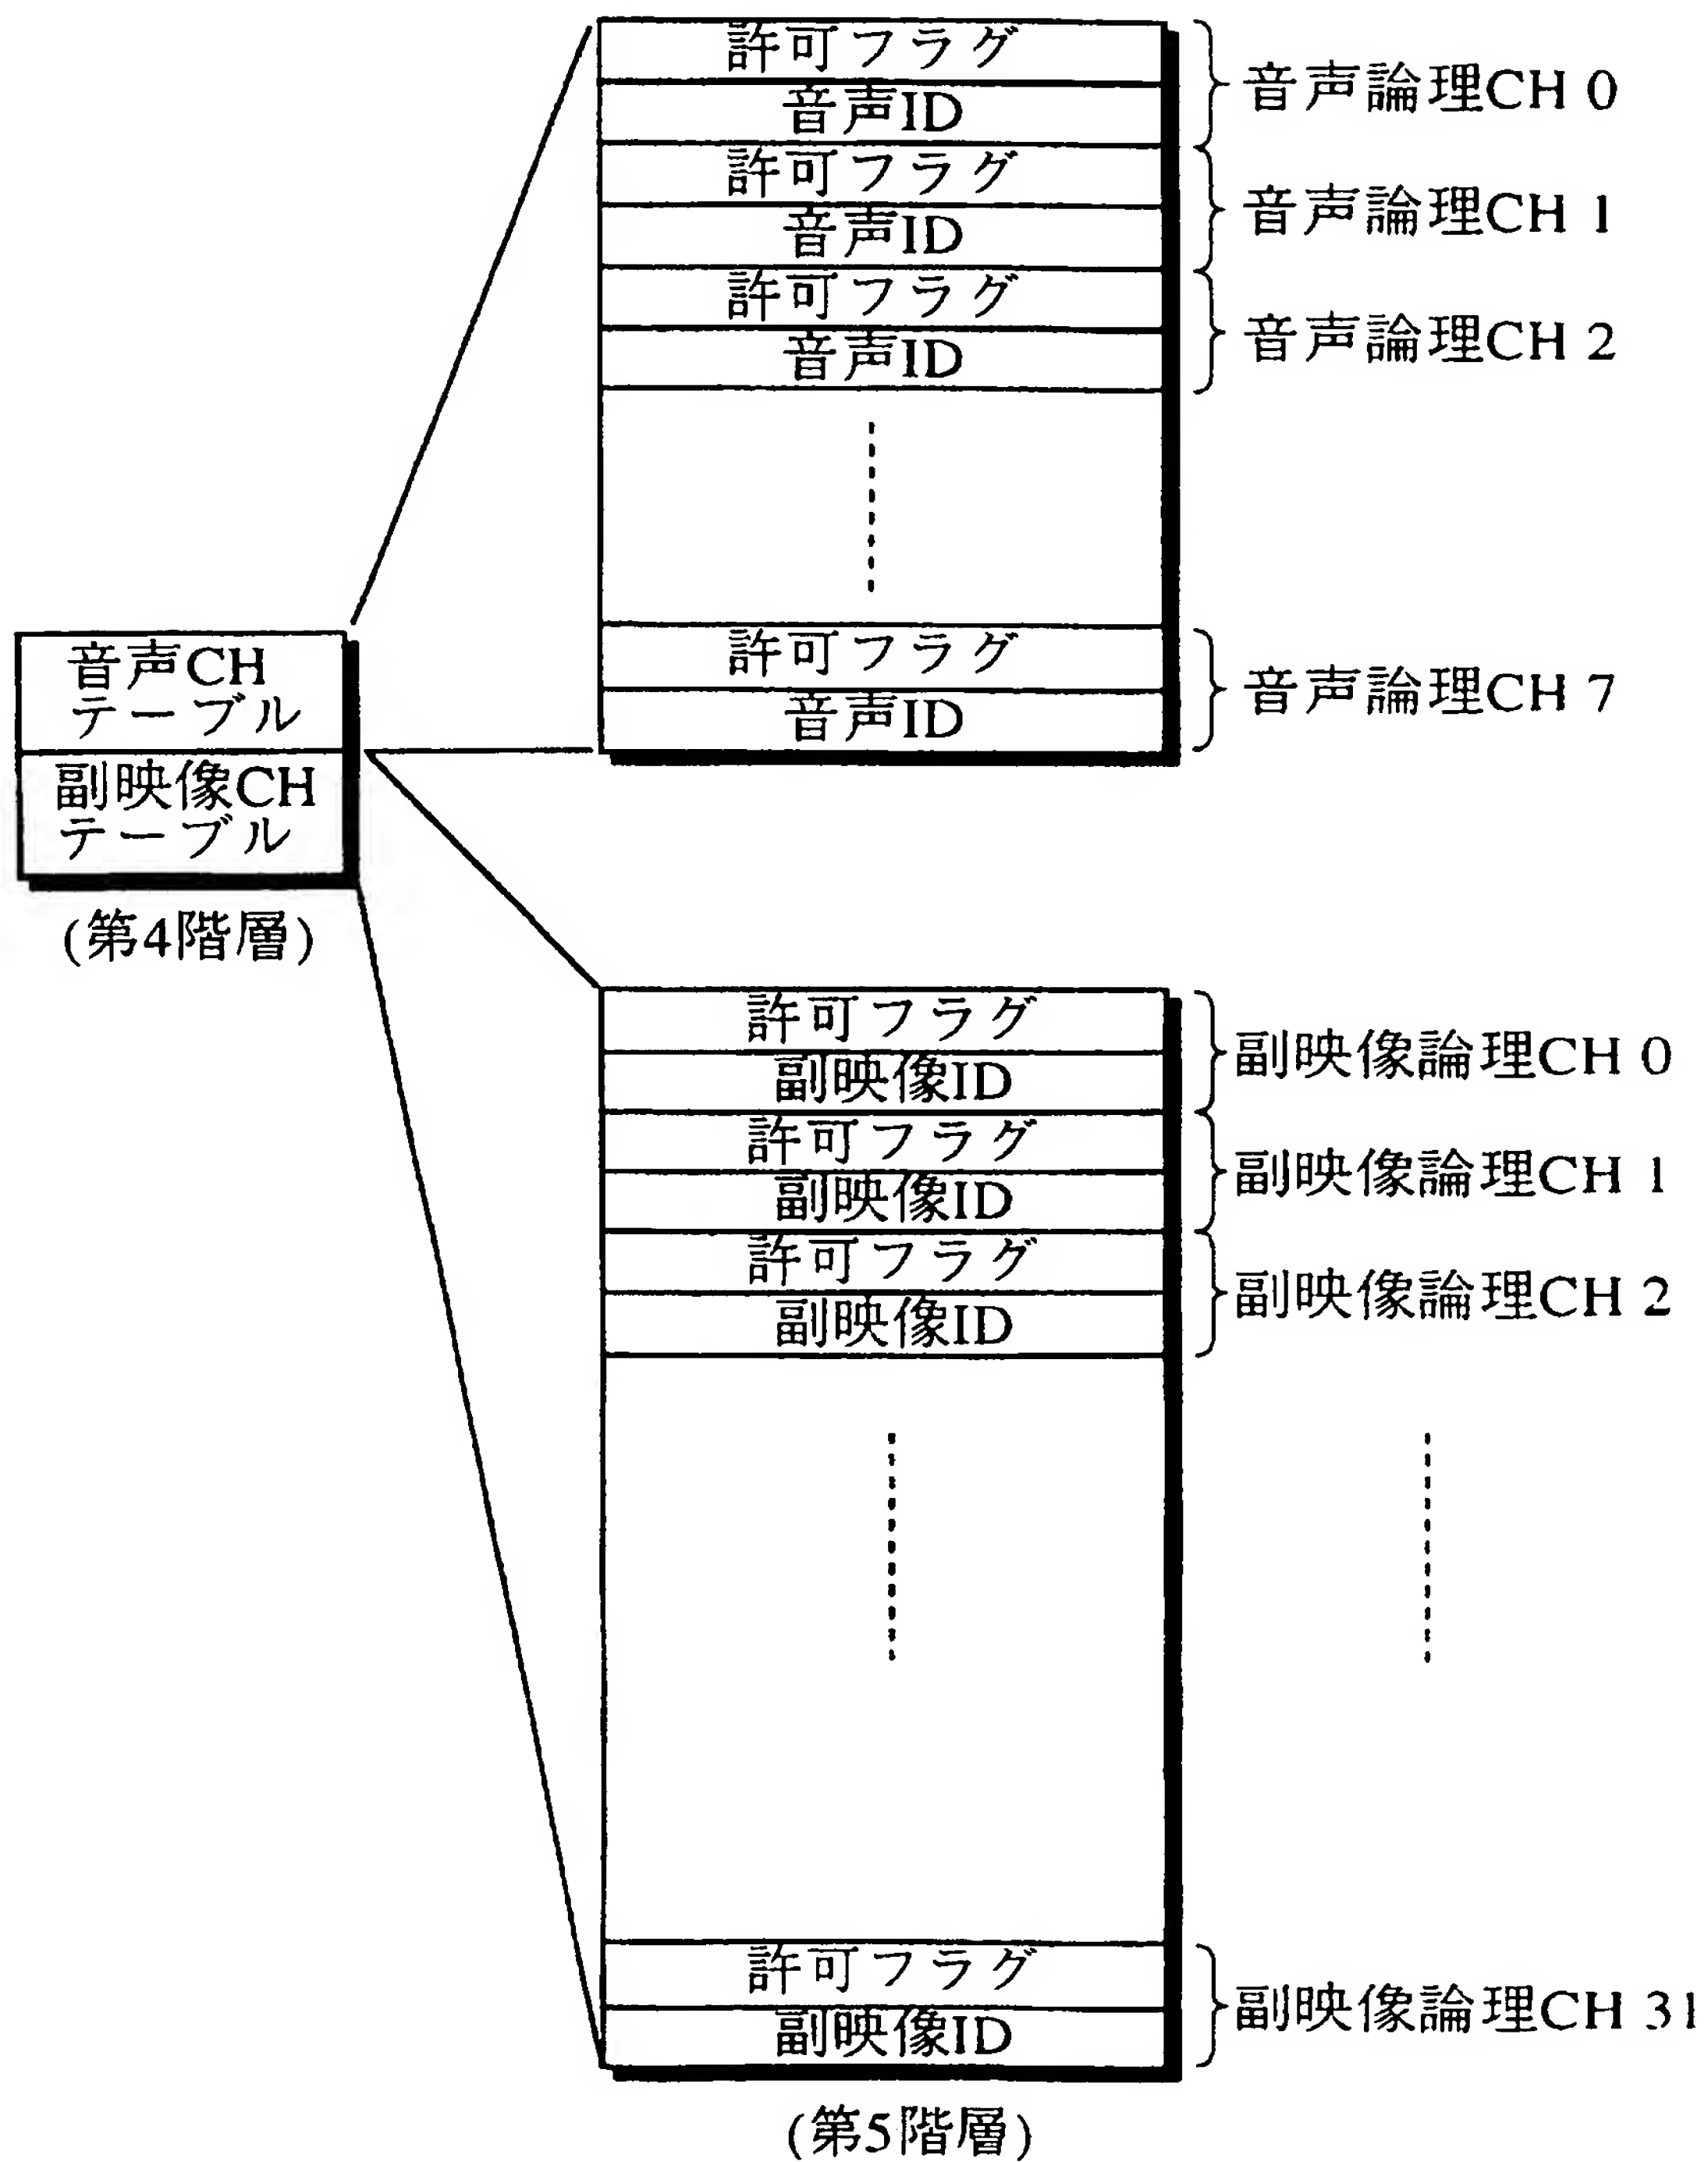 許可フラグ
音声ID
音声論理CH 0
許可フラグ
音声ID
音声論理CH 1
許可フラグ
音声ID
音声論理CH 2
許可フラグ
音声ID
音声論理CH 7
音声CH
テーブル
副映像CH
テーブル
(第4階層)
許可フラグ
副映像ID
副映像論理CH 0
許可フラグ
副映像ID
副映像論理CH 1
許可フラグ
副映像ID
副映像論理CH 2
許可フラグ
副映像ID
副映像論理CH 31
(第5階層)